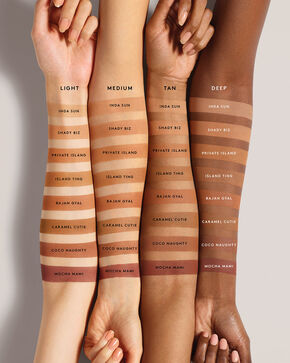 LIGHT
MEDIUM
TAN
DEEP
INDA SUN
INDA SUN
INDA SUN
INDA SUN
SHADY BIZ
SHADY BIZ
SHADY BIZ
SHADY BIZ
PRIVATE ISLAND
PRIVATE ISLAND
PRIVATE ISLAND
PRIVATE ISLAND
ISLAND TING
ISLAND TING
ISLAND TING
ISLAND TING
BAJAN GYAL
BAJAN GYAL
BAJAN GYAL
BAJAN GYAL
CARAMEL CUTIE
CARAMEL CUTIE
CARAMEL CUTIE
CARAMEL CUTIE
COCO NAUGHTY
COCO NAUGHTY
COCO NAUGHTY
COCO NAUGHTY
MOCHA MAMI
MOCHA MAMI
MOCHA MAMI
MOCHA MAMI